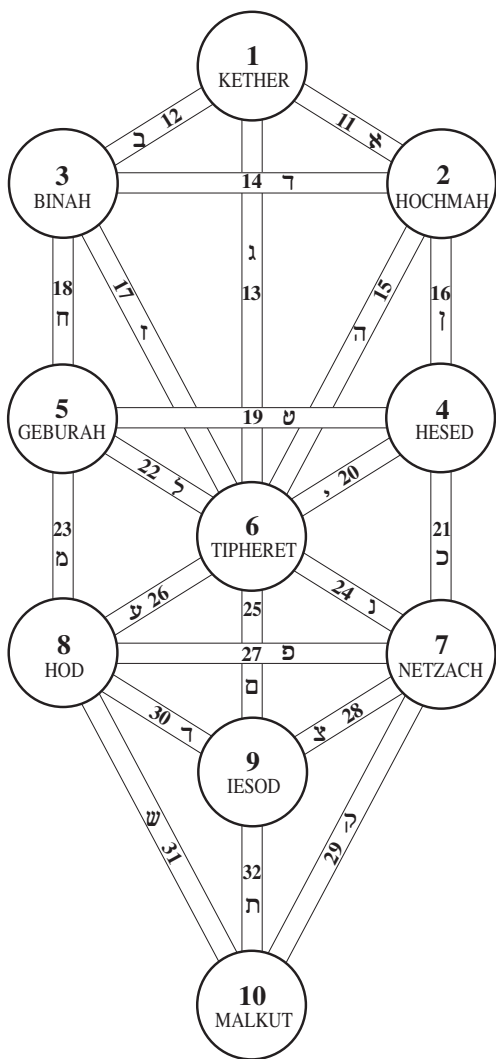 1
KETHER
12 ב
11 א
3
BINAH
2
HOCHMAH
14 ד
ג
13
18
ח
17 ז
15 ה
16
ו
5
GEBURAH
4
HESED
19 ט
22 ל
י 20
6
TIPHERET
23
מ
21
כ
ע 26
25
24 נ
8
HOD
7
NETZACH
27 פ
ם
30 ר
צ 28
9
IESOD
ש 31
29 ק
32
ת
10
MALKUT